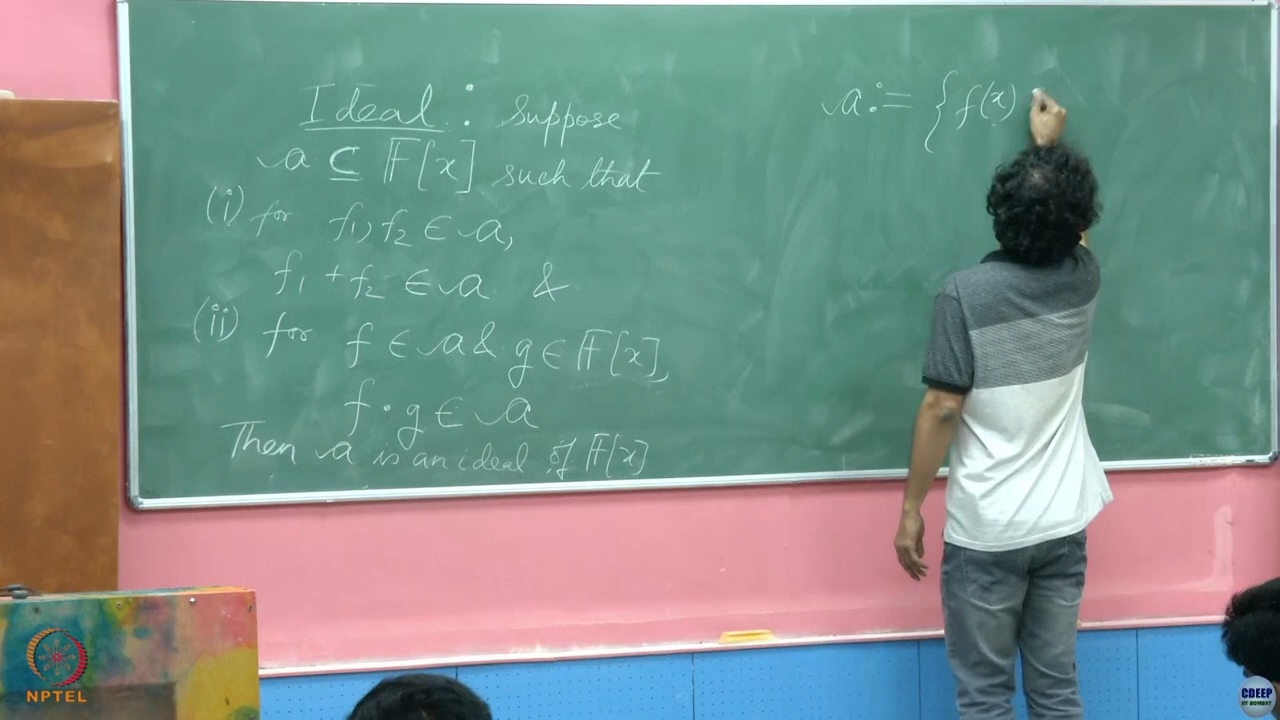 Ideal : Suppose
a ⊆ F[x] such that
(i) for f₁, f₂ ∈ a,
f₁ + f₂ ∈ a &
(ii) for f ∈ a & g ∈ F[x],
f · g ∈ a
Then a is an ideal of F[x]
a := { f(x)
NPTEL
CDEEP
IIT BOMBAY